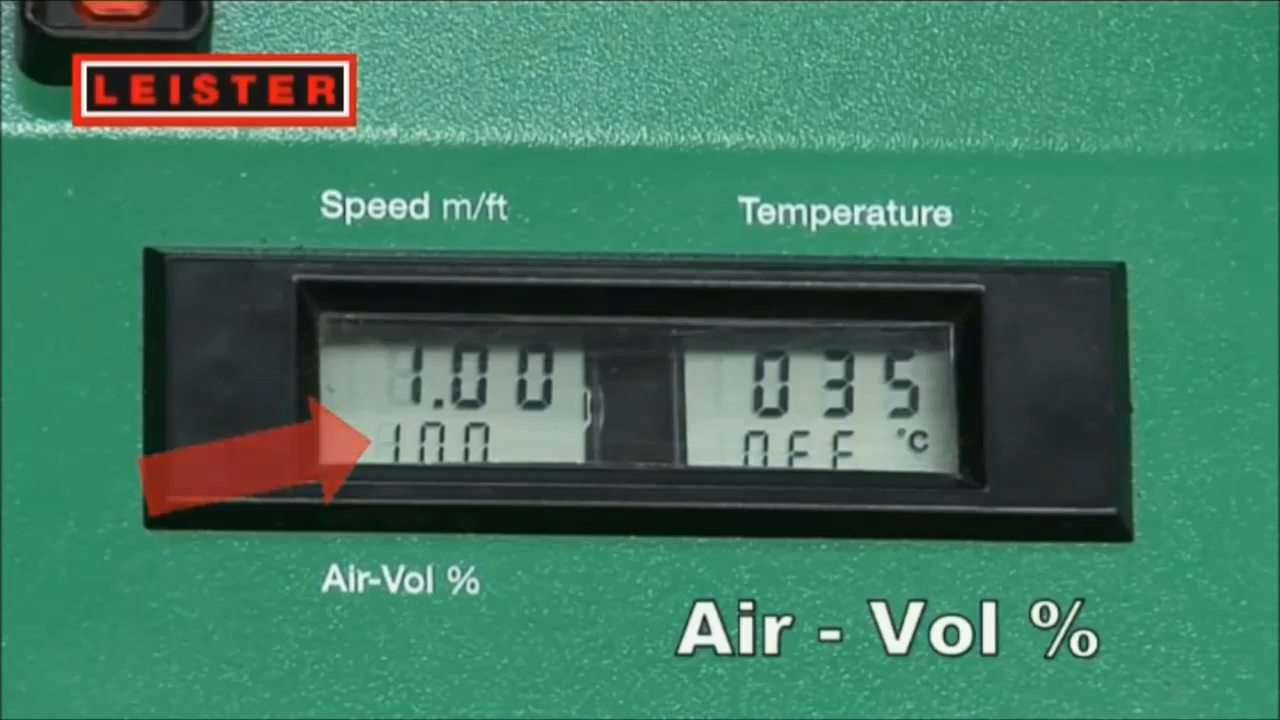 LEISTER
Speed m/ft
Temperature
1.00
035
100
OFF °C
Air-Vol %
Air - Vol %